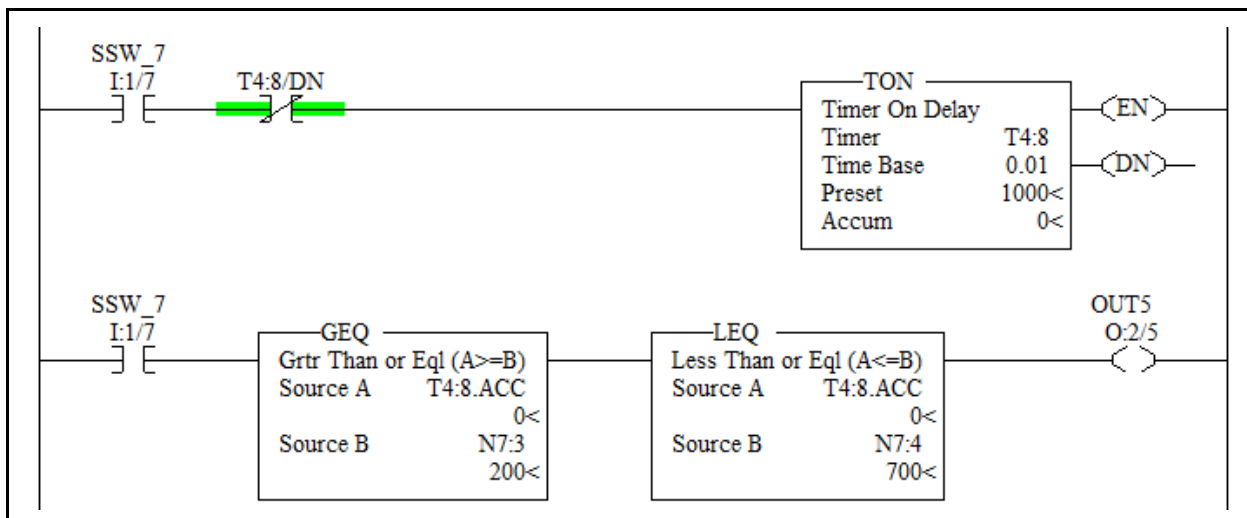 SSW_7
I:1/7
T4:8/DN
TON
Timer On Delay
Timer T4:8
Time Base 0.01
Preset 1000<
Accum 0<
EN
DN
SSW_7
I:1/7
GEQ
Grtr Than or Eql (A>=B)
Source A T4:8.ACC
0<
Source B N7:3
200<
LEQ
Less Than or Eql (A<=B)
Source A T4:8.ACC
0<
Source B N7:4
700<
OUT5
O:2/5